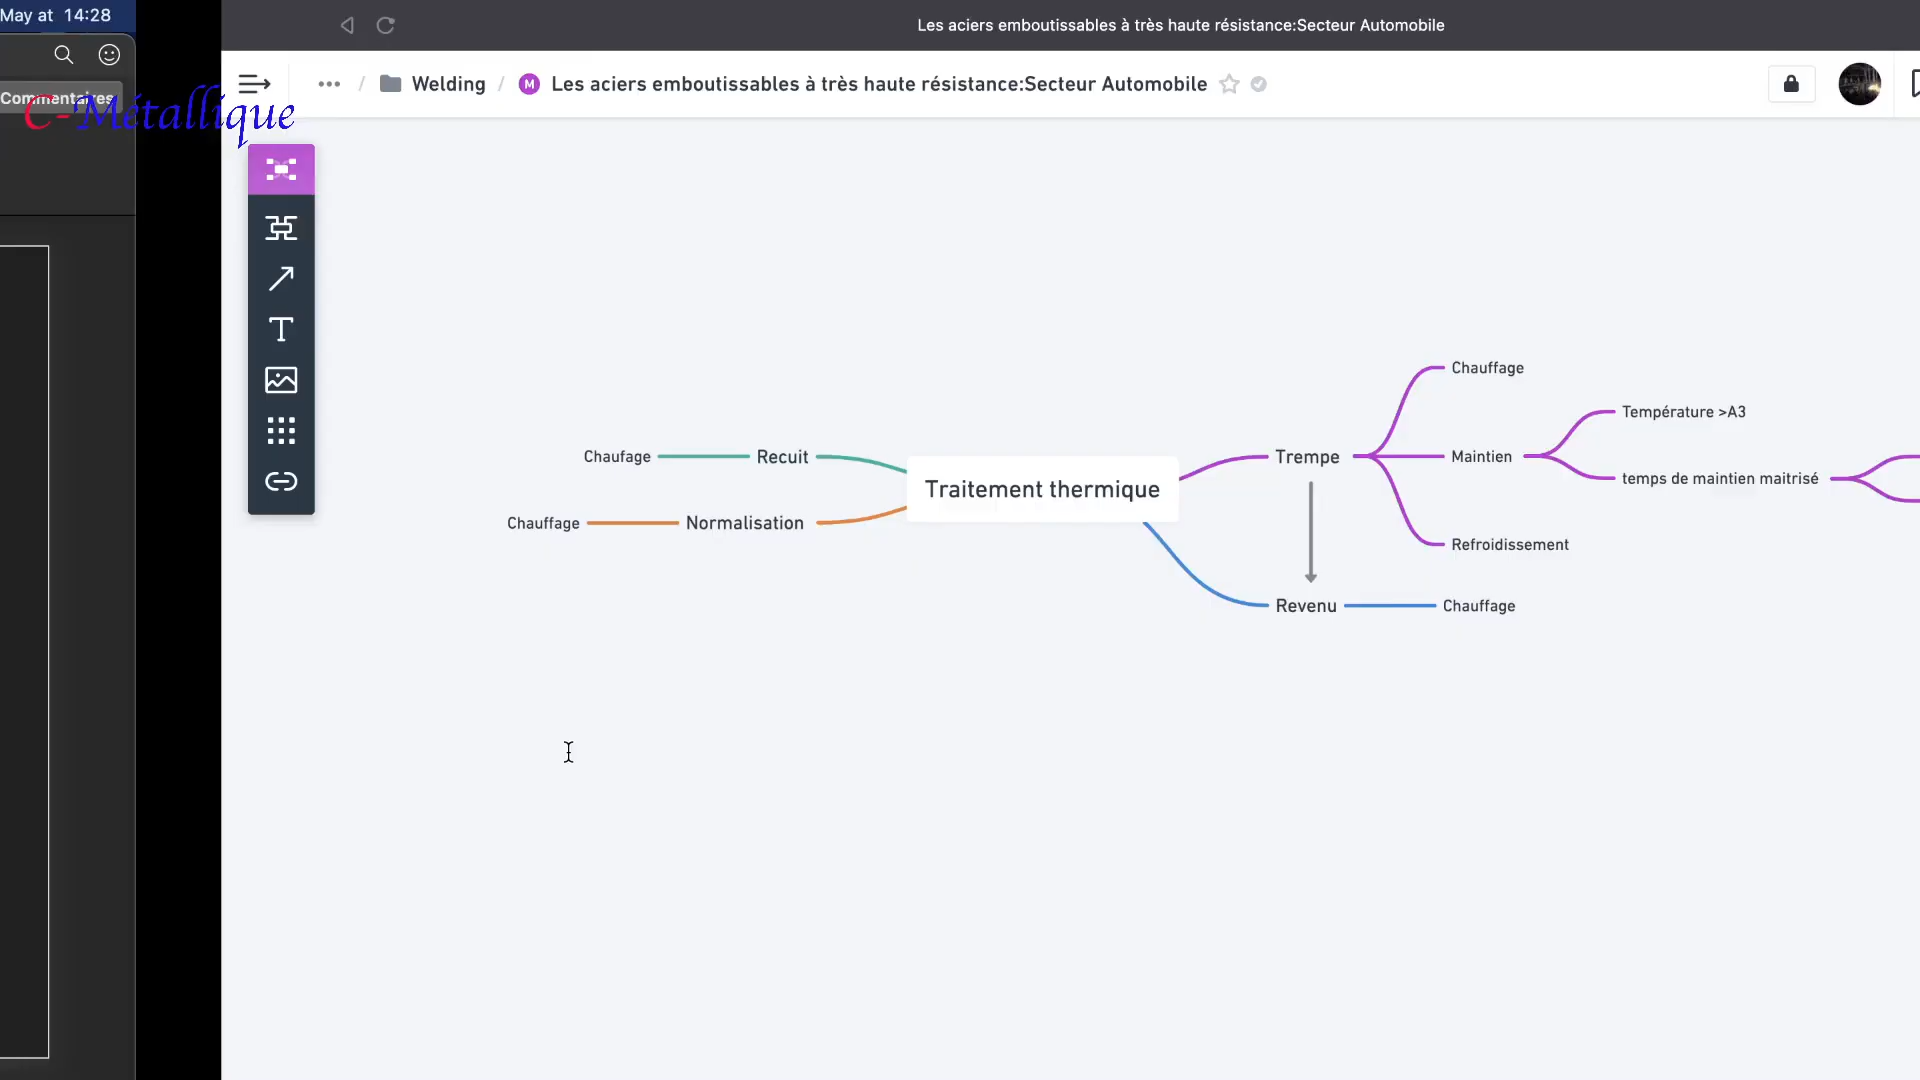 May at 14:28
Les aciers emboutissables à très haute résistance:Secteur Automobile
••• / Welding / M Les aciers emboutissables à très haute résistance:Secteur Automobile
Commentaires
C-Métallique
T
Chauffage
Température >A3
Chaufage
Recuit
Trempe
Maintien
temps de maintien maitrisé
Traitement thermique
Chauffage
Normalisation
Refroidissement
Revenu
Chauffage